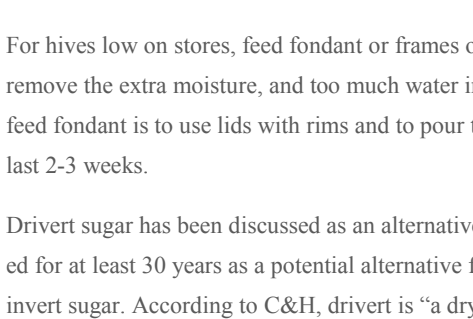 For hives low on stores, feed fondant or frames
remove the extra moisture, and too much water
feed fondant is to use lids with rims and to pour
last 2-3 weeks.
Drivert sugar has been discussed as an alternative
ed for at least 30 years as a potential alternative
invert sugar. According to C&H, drivert is “a dry